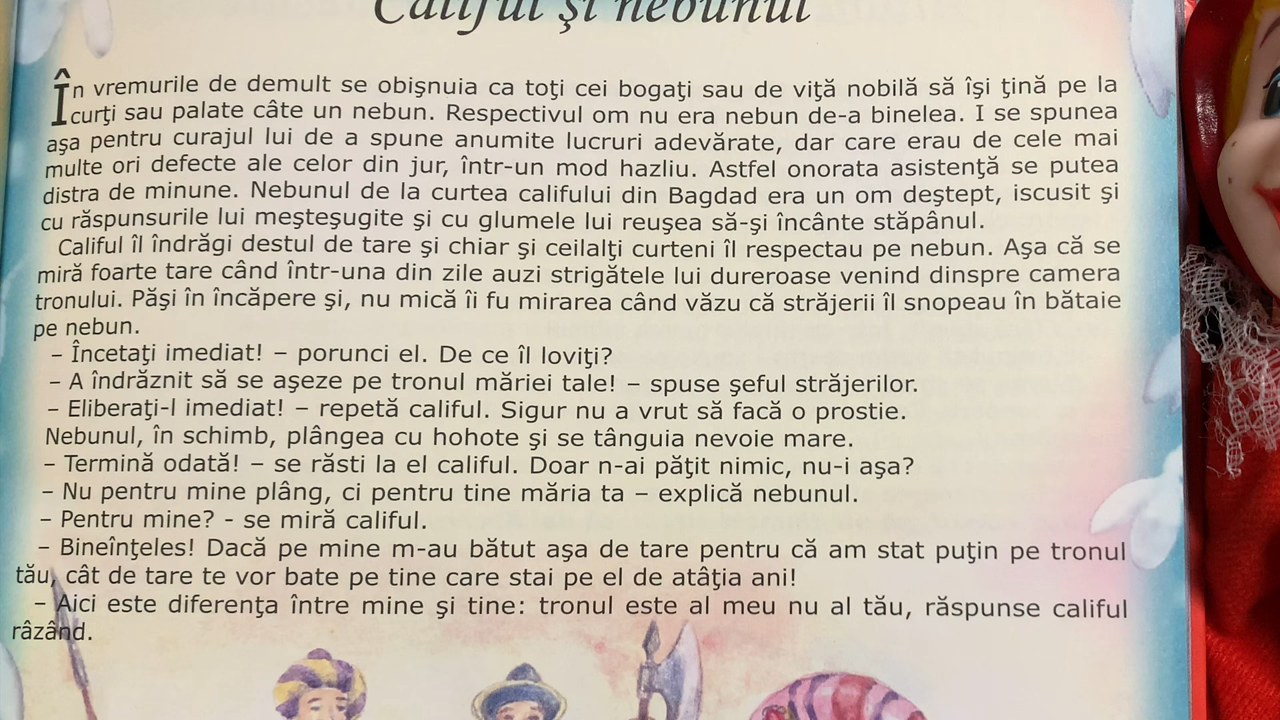 Califul şi nebunul
În vremurile de demult se obişnuia ca toţi cei bogaţi sau de viţă nobilă să îşi ţină pe la
curţi sau palate câte un nebun. Respectivul om nu era nebun de-a binelea. I se spunea
aşa pentru curajul lui de a spune anumite lucruri adevărate, dar care erau de cele mai
multe ori defecte ale celor din jur, într-un mod hazliu. Astfel onorata asistenţă se putea
distra de minune. Nebunul de la curtea califului din Bagdad era un om deştept, iscusit şi
cu răspunsurile lui meşteşugite şi cu glumele lui reuşea să-şi încânte stăpânul.
Califul îl îndrăgi destul de tare şi chiar şi ceilalţi curteni îl respectau pe nebun. Aşa că se
miră foarte tare când într-una din zile auzi strigătele lui dureroase venind dinspre camera
tronului. Păşi în încăpere şi, nu mică îi fu mirarea când văzu că străjerii îl snopeau în bătaie
pe nebun.
– Încetaţi imediat! – porunci el. De ce îl loviţi?
– A îndrăznit să se aşeze pe tronul măriei tale! – spuse şeful străjerilor.
– Eliberaţi-l imediat! – repetă califul. Sigur nu a vrut să facă o prostie.
Nebunul, în schimb, plângea cu hohote şi se tânguia nevoie mare.
– Termină odată! – se răsti la el califul. Doar n-ai păţit nimic, nu-i aşa?
– Nu pentru mine plâng, ci pentru tine măria ta – explică nebunul.
– Pentru mine? - se miră califul.
– Bineînţeles! Dacă pe mine m-au bătut aşa de tare pentru că am stat puţin pe tronul
tău, cât de tare te vor bate pe tine care stai pe el de atâţia ani!
– Aici este diferenţa între mine şi tine: tronul este al meu nu al tău, răspunse califul
râzând.